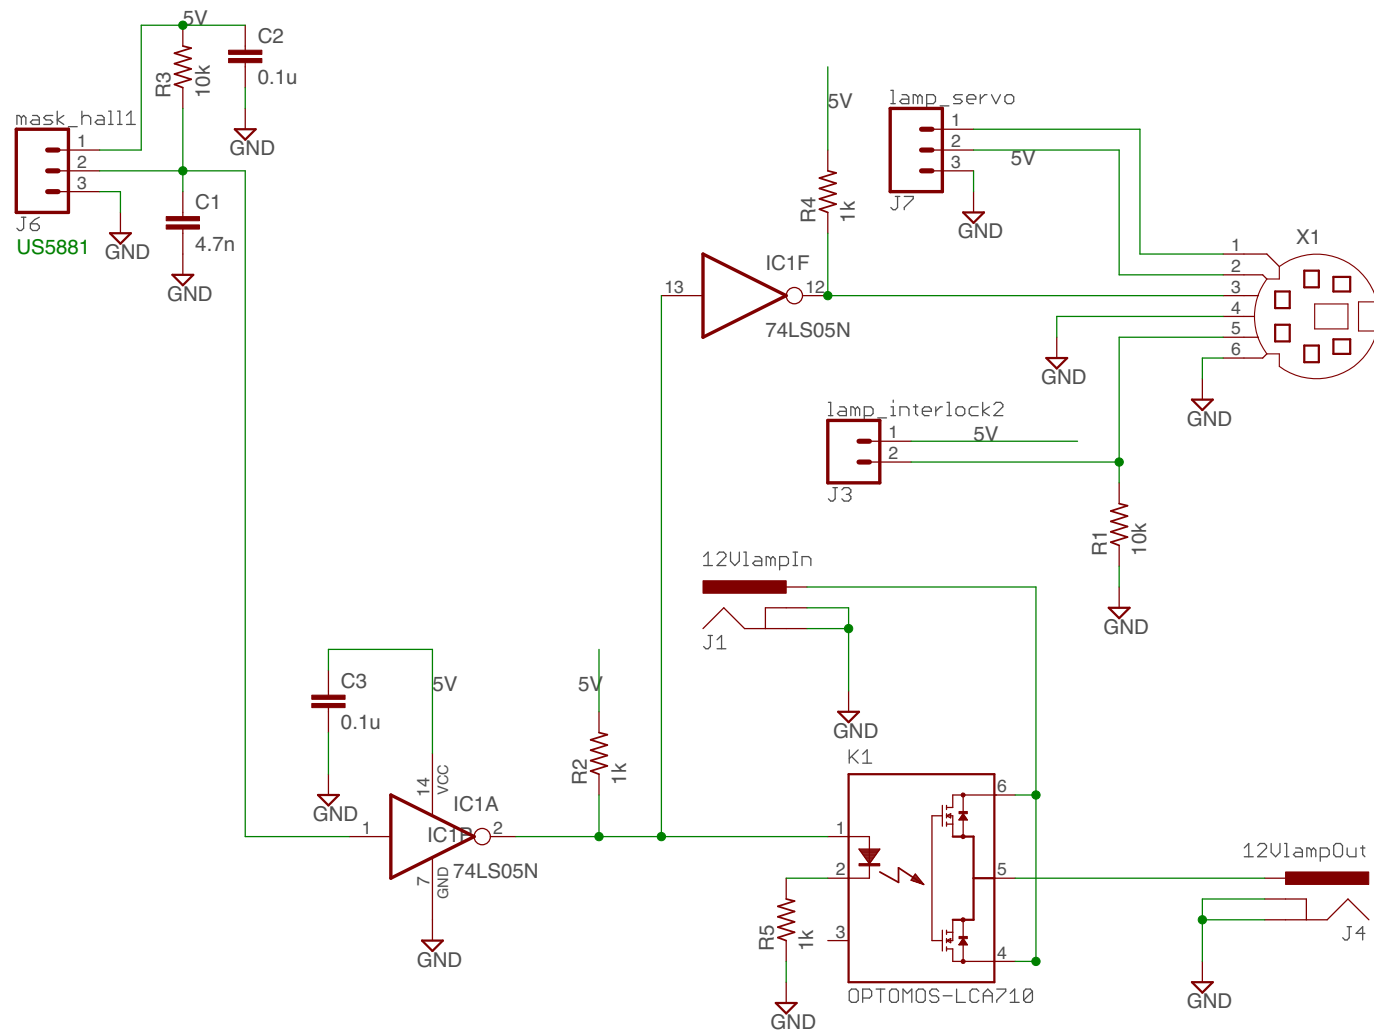 5V
C2
0.1u
R3
10k
GND
mask_hall1
1
2
3
J6
US5881
GND
C1
4.7n
GND
5V
R4
1k
lamp_servo
1
2
3
5V
J7
GND
IC1F
13
12
74LS05N
X1
1
2
3
4
5
6
GND
GND
lamp_interlock2
1
2
5V
J3
R1
10k
GND
12VlampIn
J1
GND
C3
0.1u
GND
5V
14
VCC
IC1A
IC1P
1
2
74LS05N
7
GND
GND
5V
R2
1k
K1
1
2
3
6
5
4
OPTOMOS-LCA710
R5
1k
GND
12VlampOut
J4
GND